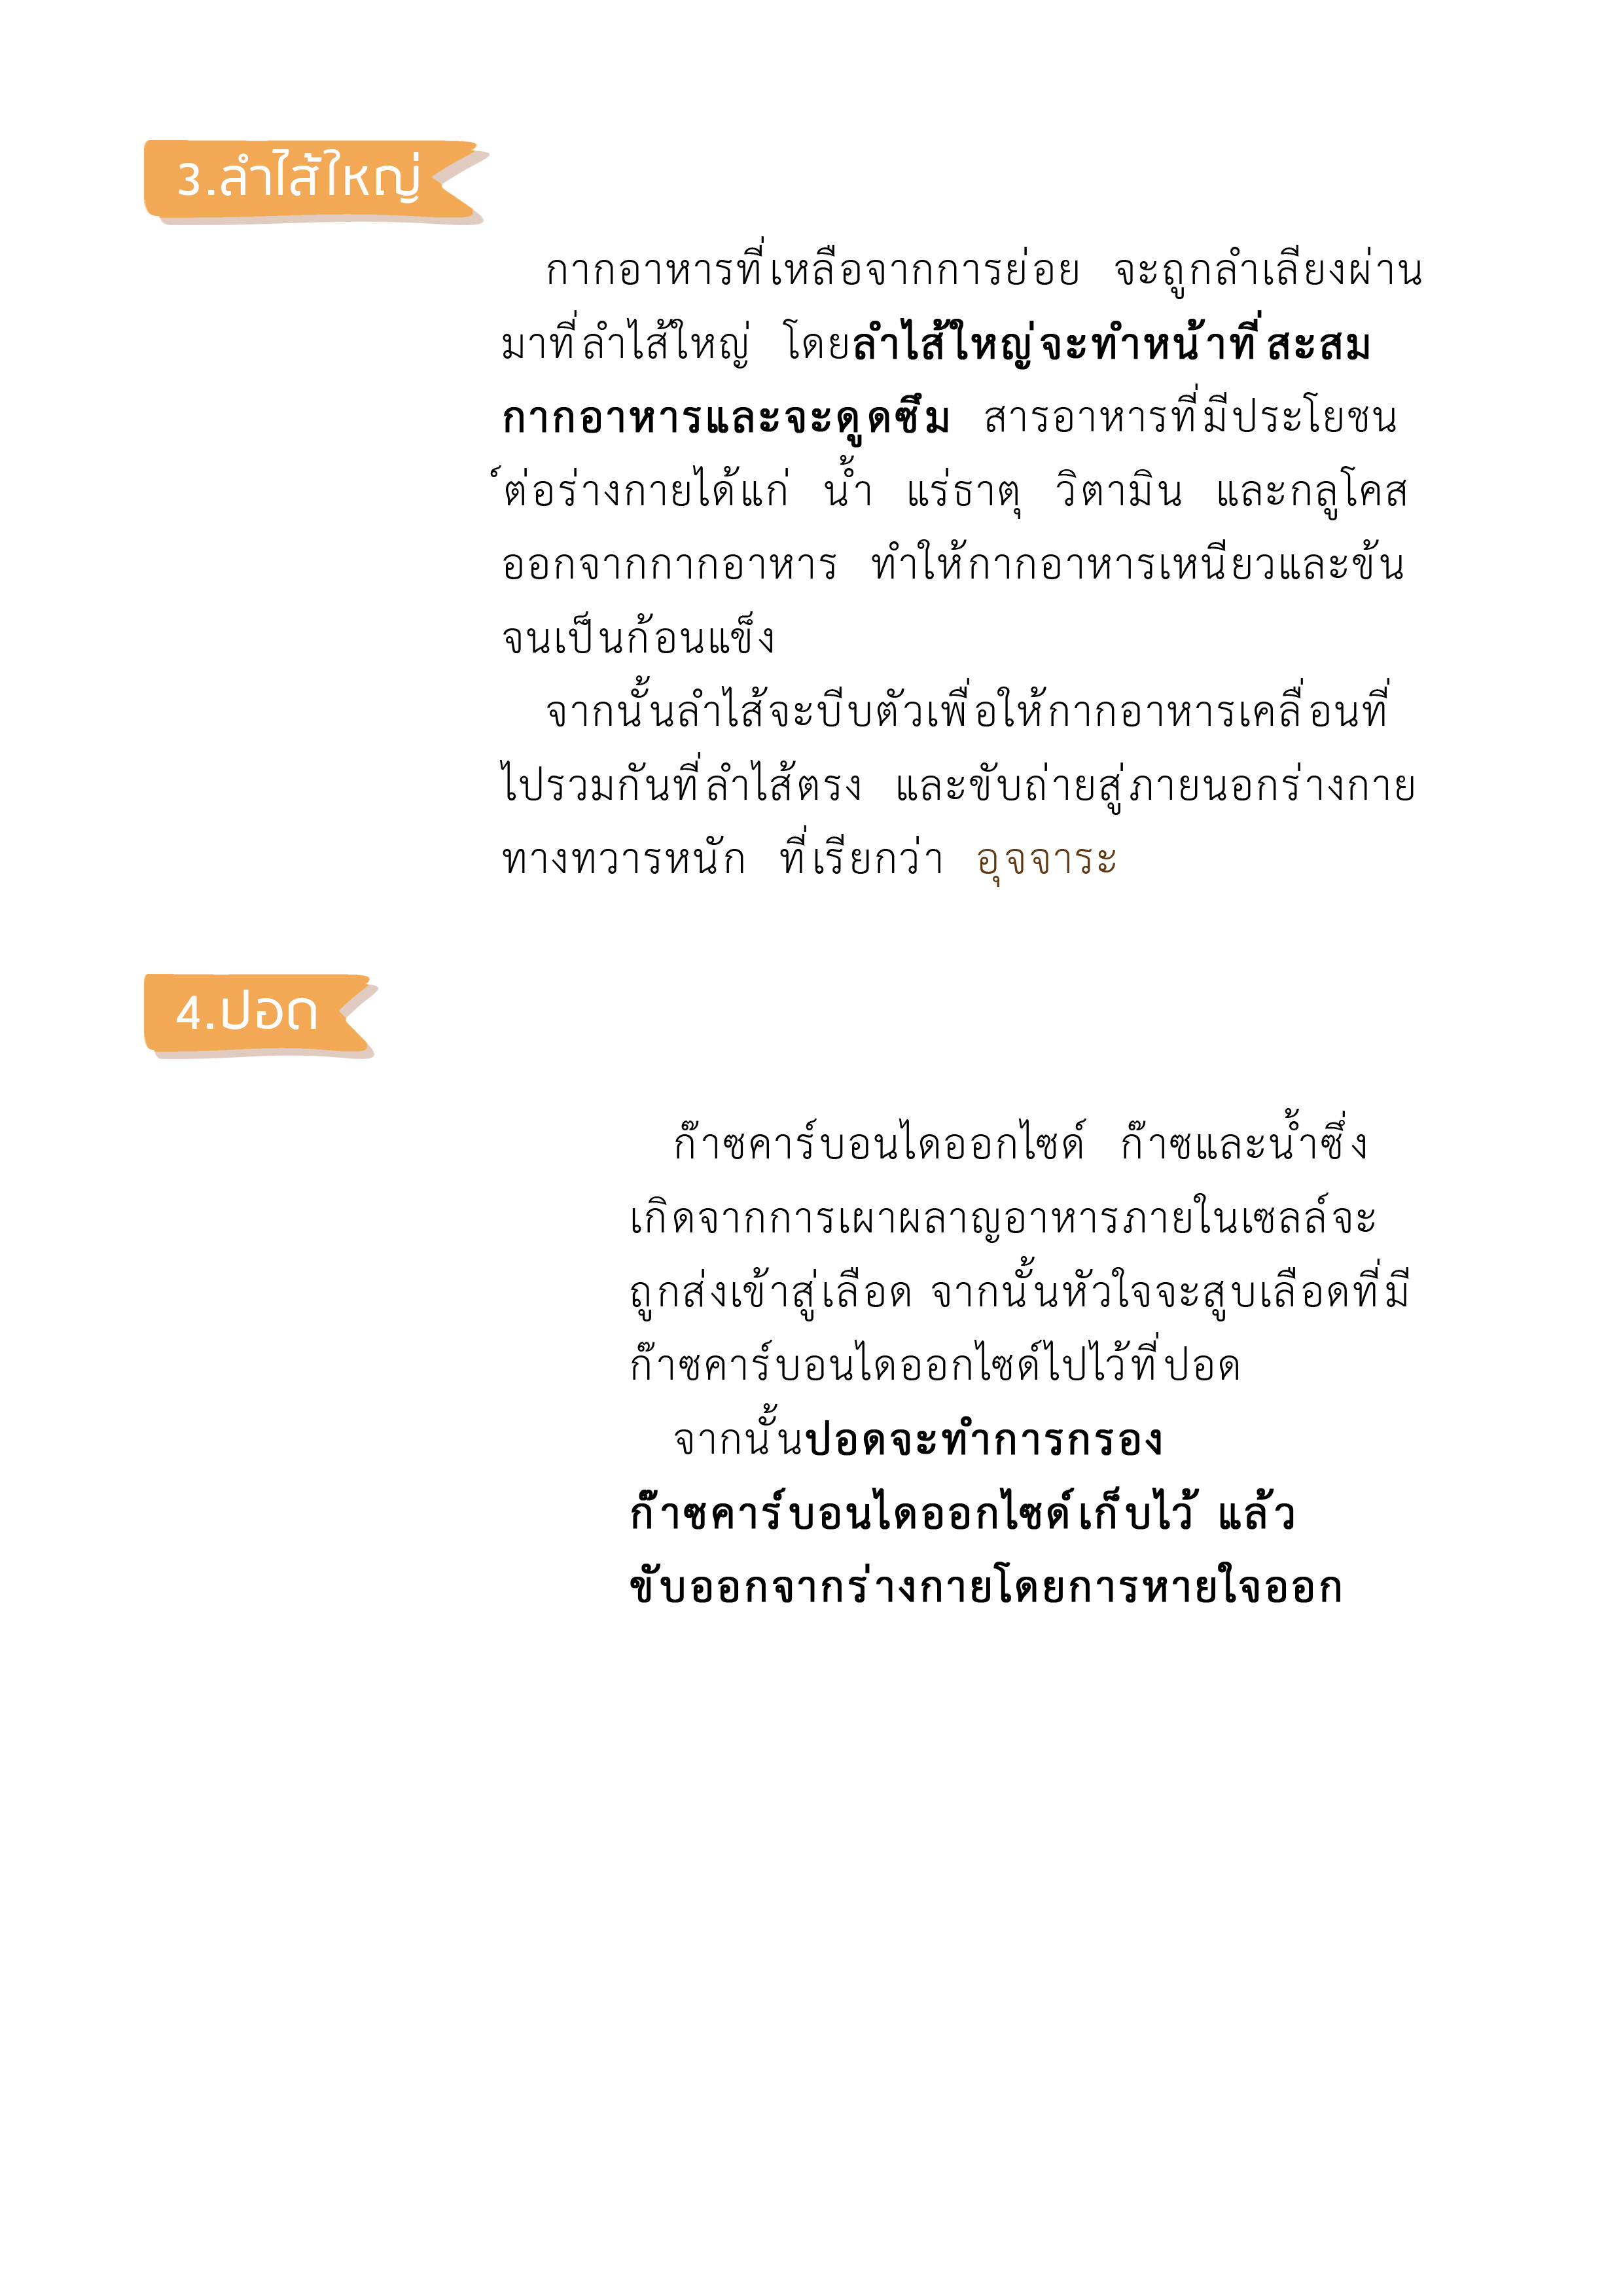 3.ลำไส้ใหญ่
กากอาหารที่เหลือจากการย่อย จะถูกลำเลียงผ่าน
มาที่ลำไส้ใหญ่ โดยลำไส้ใหญ่จะทำหน้าที่สะสม
กากอาหารและจะดูดซึม สารอาหารที่มีประโยชน
์ต่อร่างกายได้แก่ น้ำ แร่ธาตุ วิตามิน และกลูโคส
ออกจากกากอาหาร ทำให้กากอาหารเหนียวและข้น
จนเป็นก้อนแข็ง
จากนั้นลำไส้จะบีบตัวเพื่อให้กากอาหารเคลื่อนที่
ไปรวมกันที่ลำไส้ตรง และขับถ่ายสู่ภายนอกร่างกาย
ทางทวารหนัก ที่เรียกว่า อุจจาระ
4.ปอด
ก๊าซคาร์บอนไดออกไซด์ ก๊าซและน้ำซึ่ง
เกิดจากการเผาผลาญอาหารภายในเซลล์จะ
ถูกส่งเข้าสู่เลือด จากนั้นหัวใจจะสูบเลือดที่มี
ก๊าซคาร์บอนไดออกไซด์ไปไว้ที่ปอด
จากนั้นปอดจะทำการกรอง
ก๊าซคาร์บอนไดออกไซด์เก็บไว้ แล้ว
ขับออกจากร่างกายโดยการหายใจออก